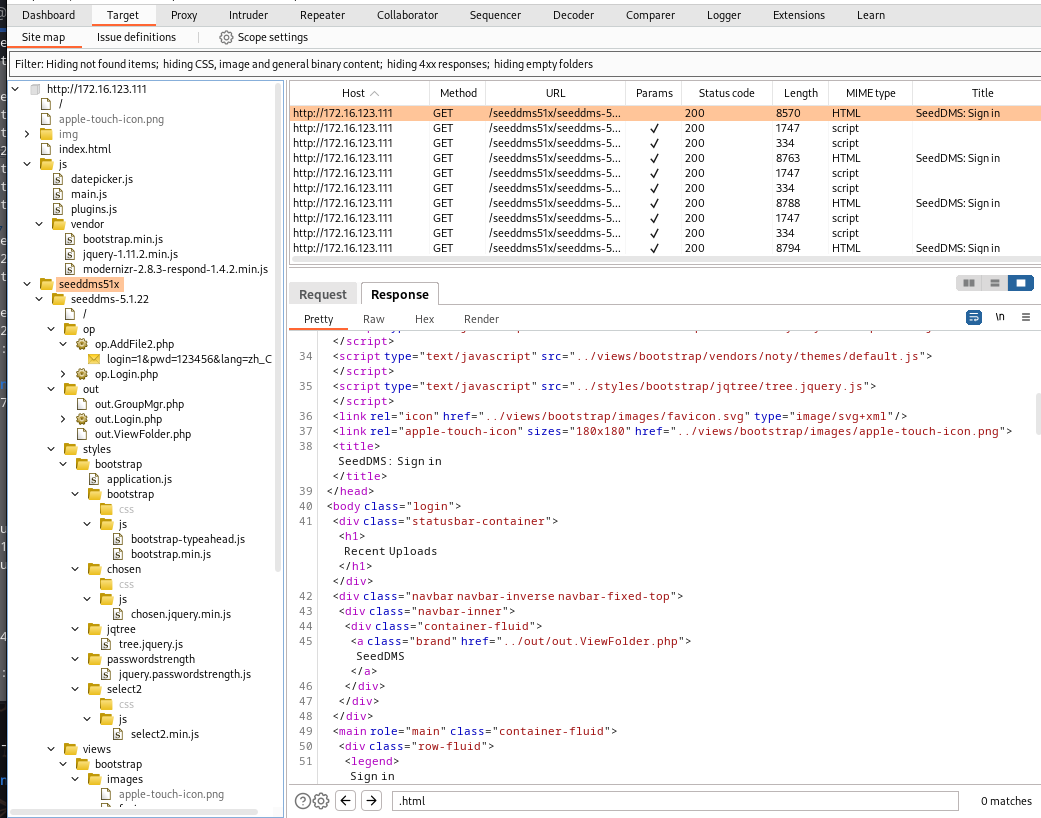 Dashboard Target Proxy Intruder Repeater Collaborator Sequencer Decoder Comparer Logger Extensions Learn
Site map Issue definitions Scope settings
Filter: Hiding not found items; hiding CSS, image and general binary content; hiding 4xx responses; hiding empty folders
http://172.16.123.111
/
apple-touch-icon.png
img
index.html
js
datepicker.js
main.js
plugins.js
vendor
bootstrap.min.js
jquery-1.11.2.min.js
modernizr-2.8.3-respond-1.4.2.min.js
seeddms51x
seeddms-5.1.22
/
op
op.AddFile2.php
login=1&pwd=123456&lang=zh_C
op.Login.php
out
out.GroupMgr.php
out.Login.php
out.ViewFolder.php
styles
bootstrap
application.js
bootstrap
css
js
bootstrap-typeahead.js
bootstrap.min.js
chosen
css
js
chosen.jquery.min.js
jqtree
tree.jquery.js
passwordstrength
jquery.passwordstrength.js
select2
css
js
select2.min.js
views
bootstrap
images
apple-touch-icon.png
Host Method URL Params Status code Length MIME type Title
http://172.16.123.111 GET /seeddms51x/seeddms-5... 200 8570 HTML SeedDMS: Sign in
http://172.16.123.111 GET /seeddms51x/seeddms-5... ✓ 200 1747 script
http://172.16.123.111 GET /seeddms51x/seeddms-5... ✓ 200 334 script
http://172.16.123.111 GET /seeddms51x/seeddms-5... ✓ 200 8763 HTML SeedDMS: Sign in
http://172.16.123.111 GET /seeddms51x/seeddms-5... ✓ 200 1747 script
http://172.16.123.111 GET /seeddms51x/seeddms-5... ✓ 200 334 script
http://172.16.123.111 GET /seeddms51x/seeddms-5... ✓ 200 8788 HTML SeedDMS: Sign in
http://172.16.123.111 GET /seeddms51x/seeddms-5... ✓ 200 1747 script
http://172.16.123.111 GET /seeddms51x/seeddms-5... ✓ 200 334 script
http://172.16.123.111 GET /seeddms51x/seeddms-5... ✓ 200 8794 HTML SeedDMS: Sign in
Request Response
Pretty Raw Hex Render \n
</script>
34 <script type="text/javascript" src="../views/bootstrap/vendors/noty/themes/default.js">
</script>
35 <script type="text/javascript" src="../styles/bootstrap/jqtree/tree.jquery.js">
</script>
36 <link rel="icon" href="../views/bootstrap/images/favicon.svg" type="image/svg+xml"/>
37 <link rel="apple-touch-icon" sizes="180x180" href="../views/bootstrap/images/apple-touch-icon.png">
38 <title>
SeedDMS: Sign in
</title>
39 </head>
40 <body class="login">
41 <div class="statusbar-container">
<h1>
Recent Uploads
</h1>
</div>
42 <div class="navbar navbar-inverse navbar-fixed-top">
43 <div class="navbar-inner">
44 <div class="container-fluid">
45 <a class="brand" href="../out/out.ViewFolder.php">
SeedDMS
</a>
46 </div>
47 </div>
48 </div>
49 <main role="main" class="container-fluid">
50 <div class="row-fluid">
51 <legend>
Sign in
.html
0 matches